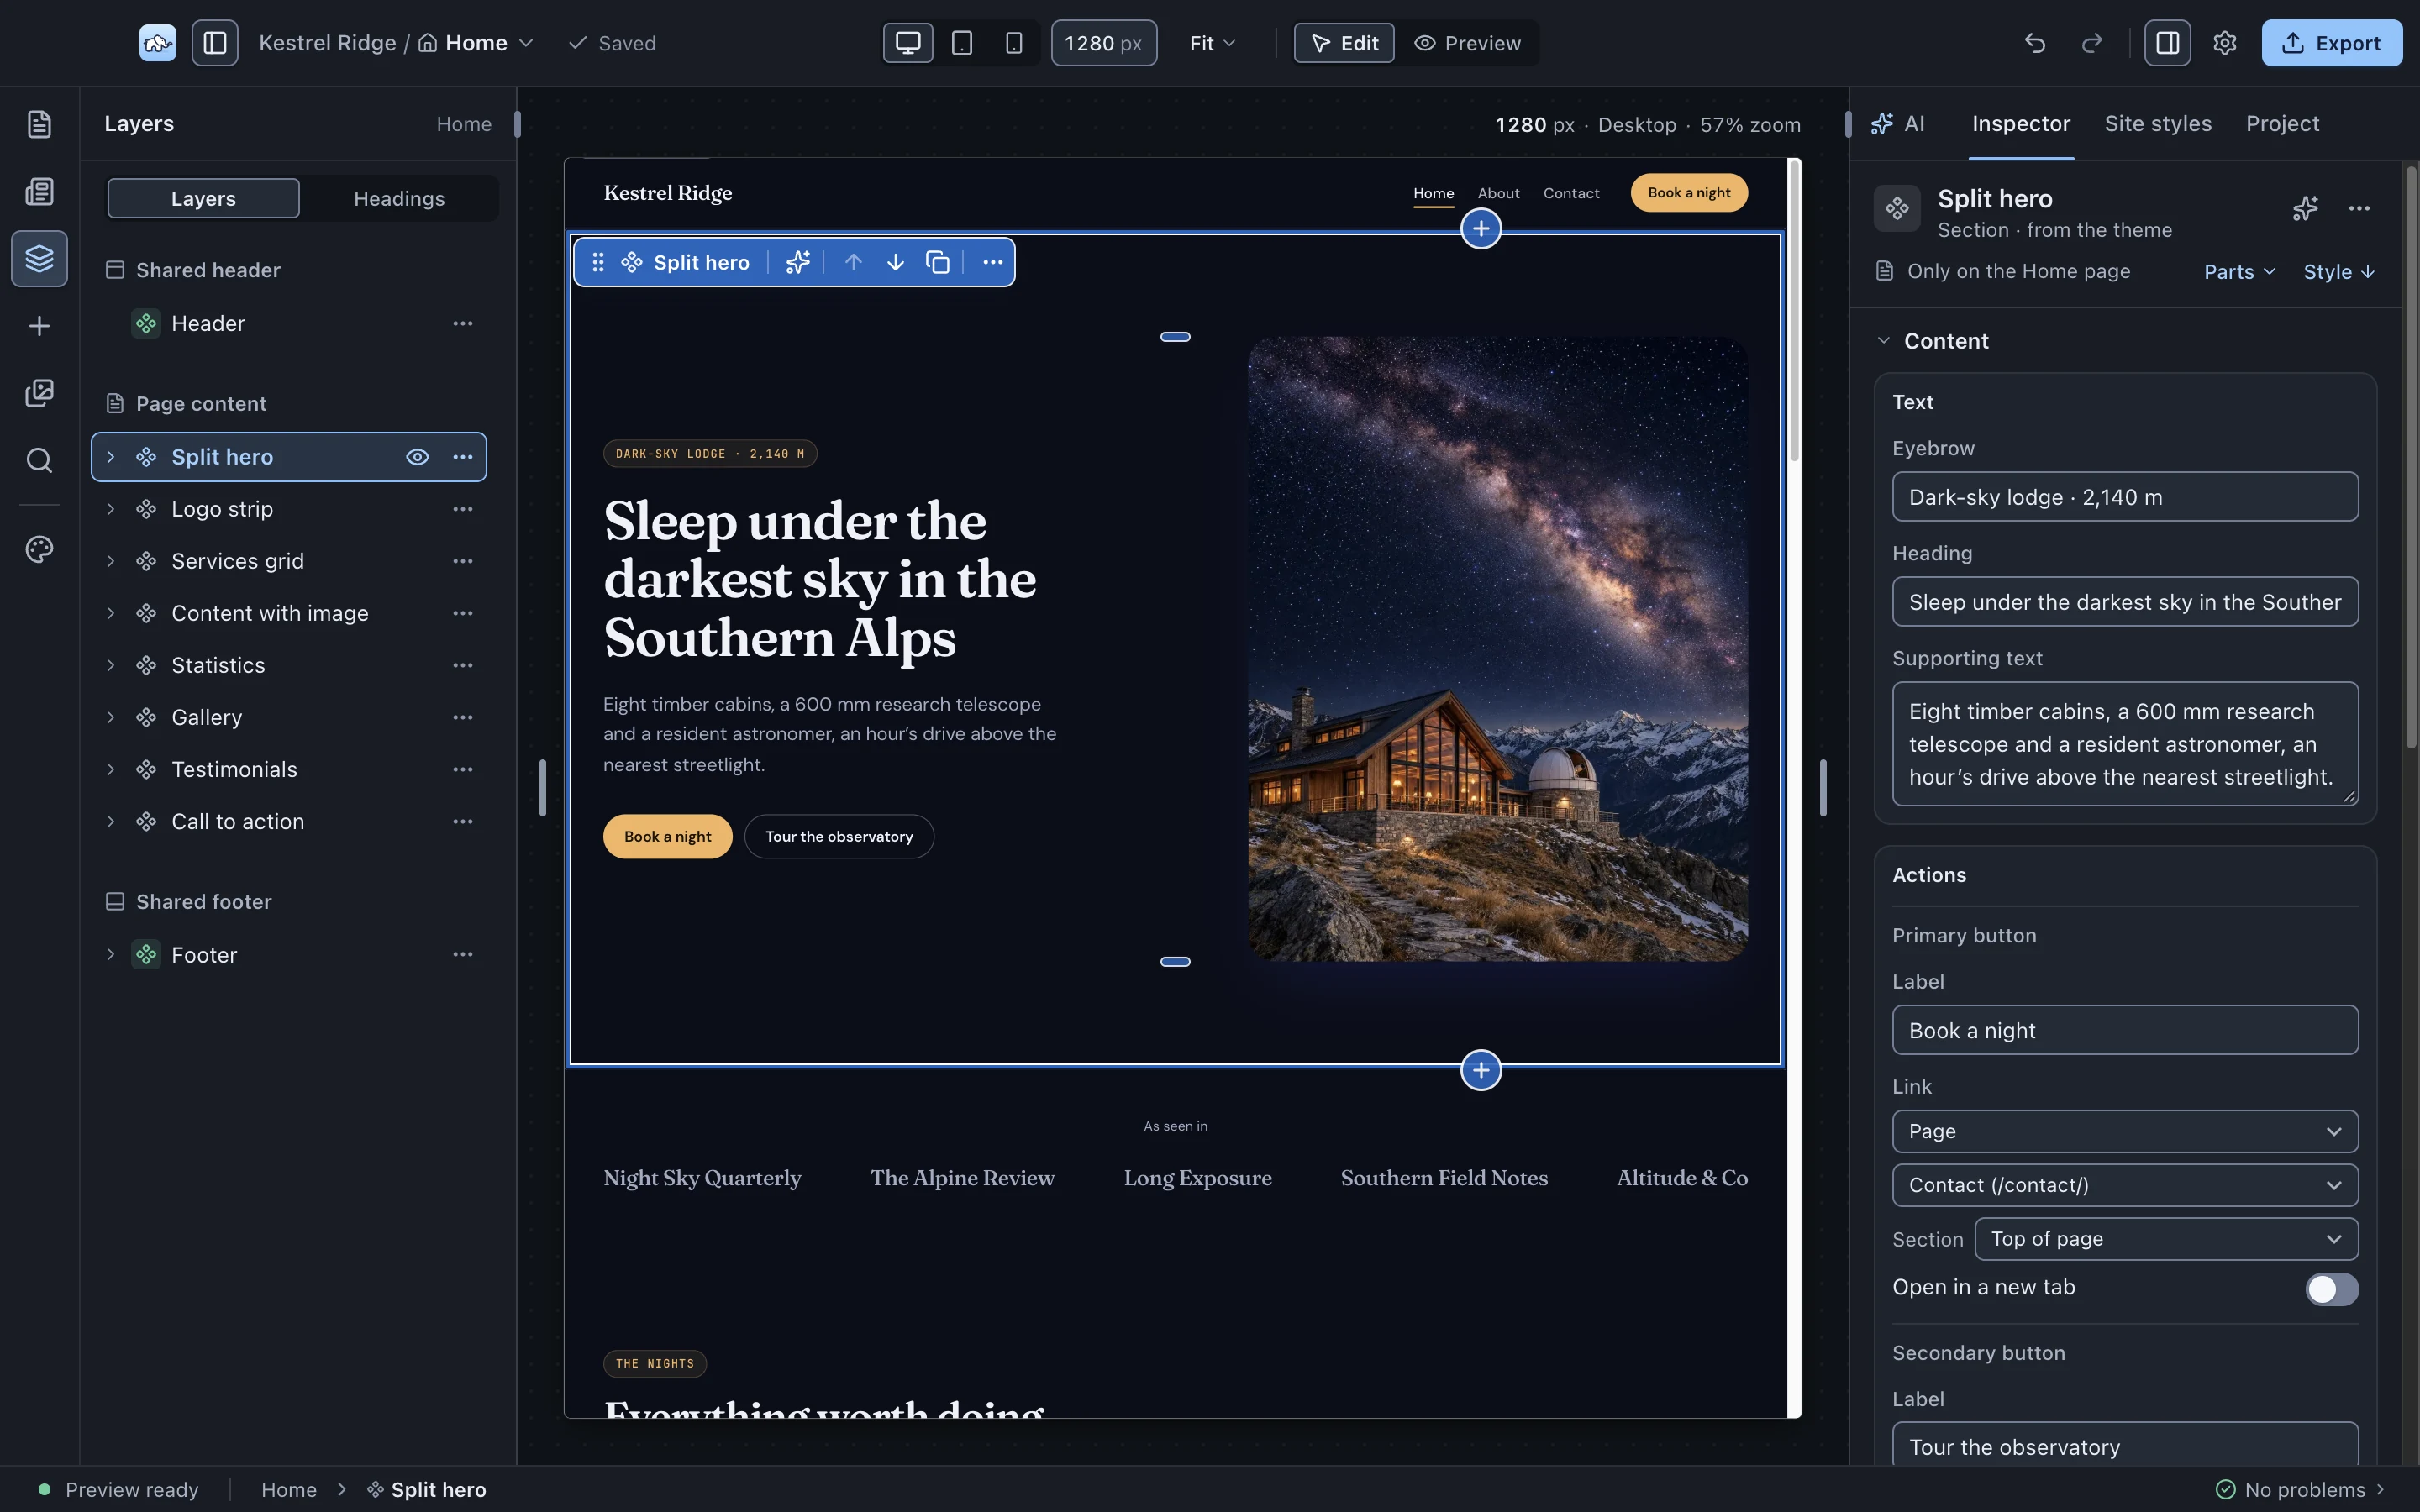 Kestrel Ridge / Home
Saved
1280 px
Fit
Edit
Preview
Export
Layers
Home
Layers
Headings
Shared header
Header
Page content
Split hero
Logo strip
Services grid
Content with image
Statistics
Gallery
Testimonials
Call to action
Shared footer
Footer
1280 px · Desktop · 57% zoom
Kestrel Ridge
Home
About
Contact
Book a night
Split hero
DARK-SKY LODGE · 2,140 M
Sleep under the
darkest sky in the
Southern Alps
Eight timber cabins, a 600 mm research telescope
and a resident astronomer, an hour’s drive above the
nearest streetlight.
Book a night
Tour the observatory
As seen in
Night Sky Quarterly
The Alpine Review
Long Exposure
Southern Field Notes
Altitude & Co
THE NIGHTS
Everything worth doing
AI
Inspector
Site styles
Project
Split hero
Section · from the theme
Only on the Home page
Parts
Style
Content
Text
Eyebrow
Dark-sky lodge · 2,140 m
Heading
Sleep under the darkest sky in the Souther
Supporting text
Eight timber cabins, a 600 mm research
telescope and a resident astronomer, an
hour’s drive above the nearest streetlight.
Actions
Primary button
Label
Book a night
Link
Page
Contact (/contact/)
Section
Top of page
Open in a new tab
Secondary button
Label
Tour the observatory
Preview ready
Home
Split hero
No problems